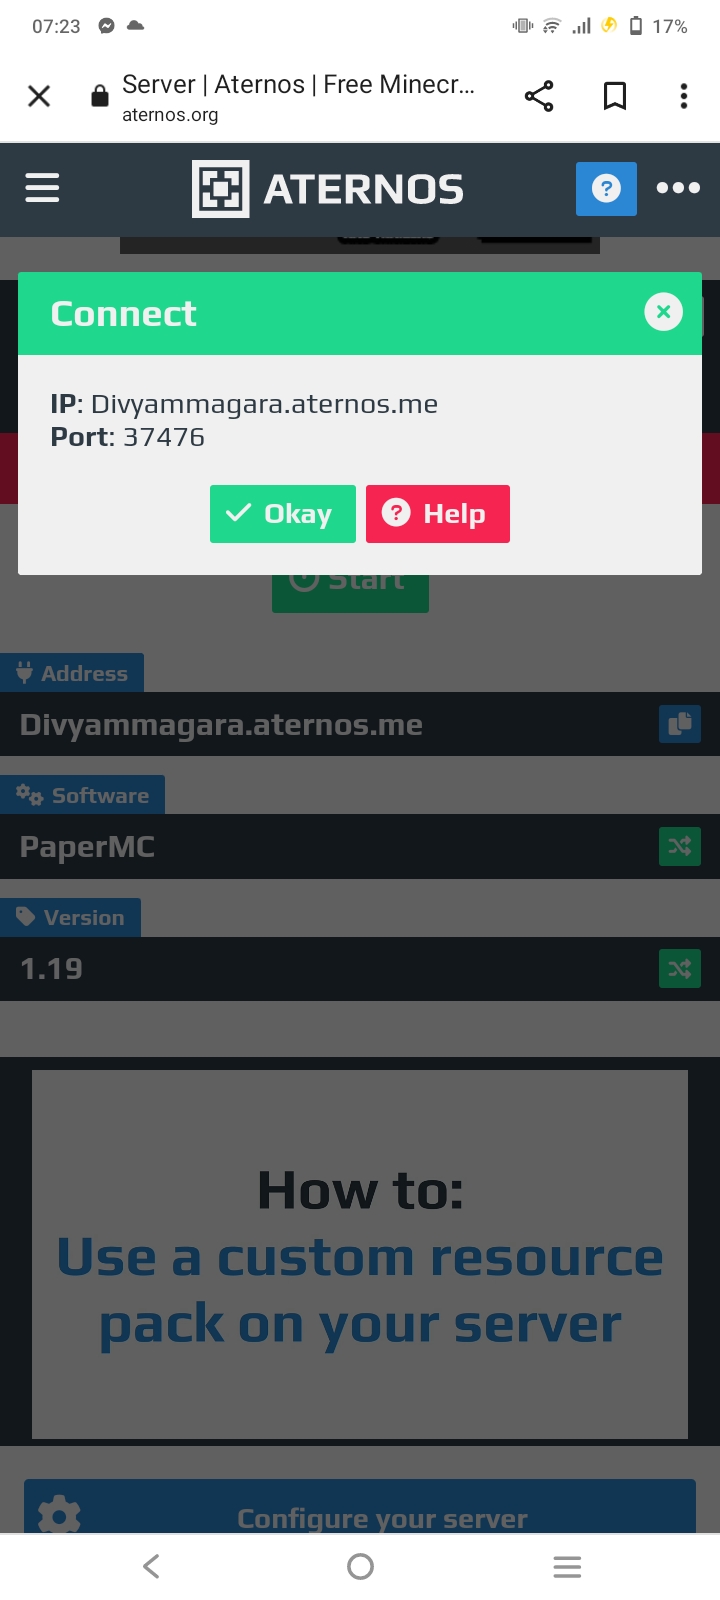 07:23 17%
Server | Aternos | Free Minecr...
aternos.org
ATERNOS
Connect
IP: Divyammagara.aternos.me
Port: 37476
Okay Help
Start
Address
Divyammagara.aternos.me
Software
PaperMC
Version
1.19
How to:
Use a custom resource
pack on your server
Configure your server